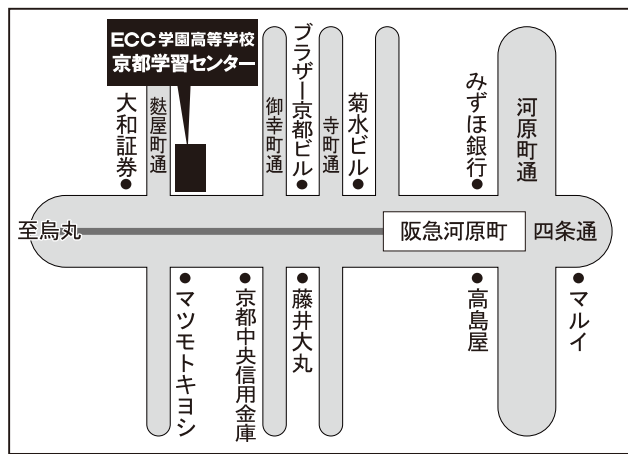 ECC学園高等学校
京都学習センター
大和証券
麩屋町通
御幸町通
ブラザー京都ビル
寺町通
菊水ビル
みずほ銀行
河原町通
至烏丸
阪急河原町
四条通
マツモトキヨシ
京都中央信用金庫
藤井大丸
高島屋
マルイ